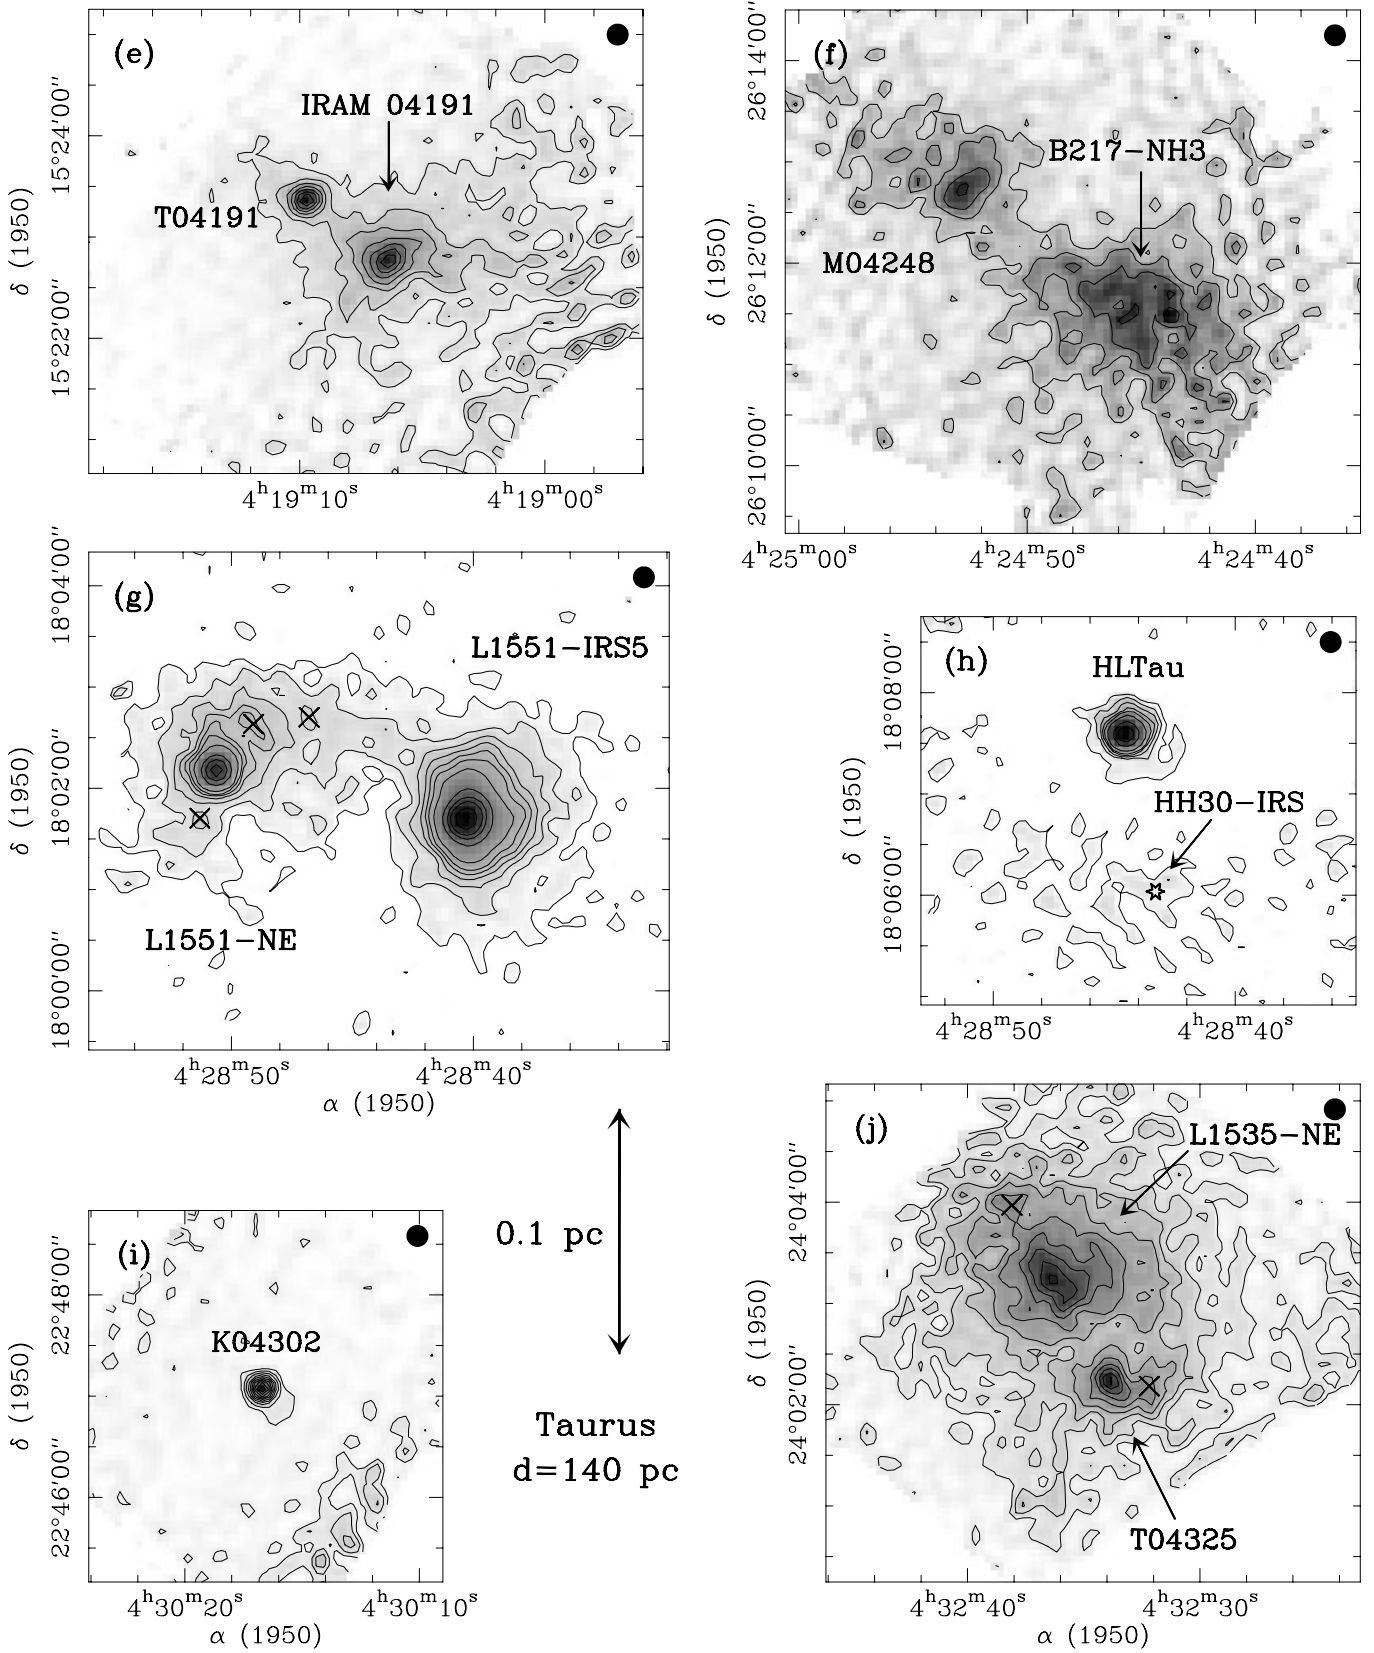 (e)
IRAM 04191
T04191
15°24'00"
15°22'00"
δ (1950)
4ʰ19ᵐ10ˢ
4ʰ19ᵐ00ˢ
(f)
B217-NH3
M04248
26°14'00"
26°12'00"
26°10'00"
δ (1950)
4ʰ25ᵐ00ˢ
4ʰ24ᵐ50ˢ
4ʰ24ᵐ40ˢ
(g)
L1551-IRS5
L1551-NE
18°04'00"
18°02'00"
18°00'00"
δ (1950)
4ʰ28ᵐ50ˢ
4ʰ28ᵐ40ˢ
α (1950)
(h)
HLTau
HH30-IRS
18°08'00"
18°06'00"
δ (1950)
4ʰ28ᵐ50ˢ
4ʰ28ᵐ40ˢ
(i)
K04302
22°48'00"
22°46'00"
δ (1950)
4ʰ30ᵐ20ˢ
4ʰ30ᵐ10ˢ
α (1950)
0.1 pc
Taurus
d=140 pc
(j)
L1535-NE
T04325
24°04'00"
24°02'00"
δ (1950)
4ʰ32ᵐ40ˢ
4ʰ32ᵐ30ˢ
α (1950)